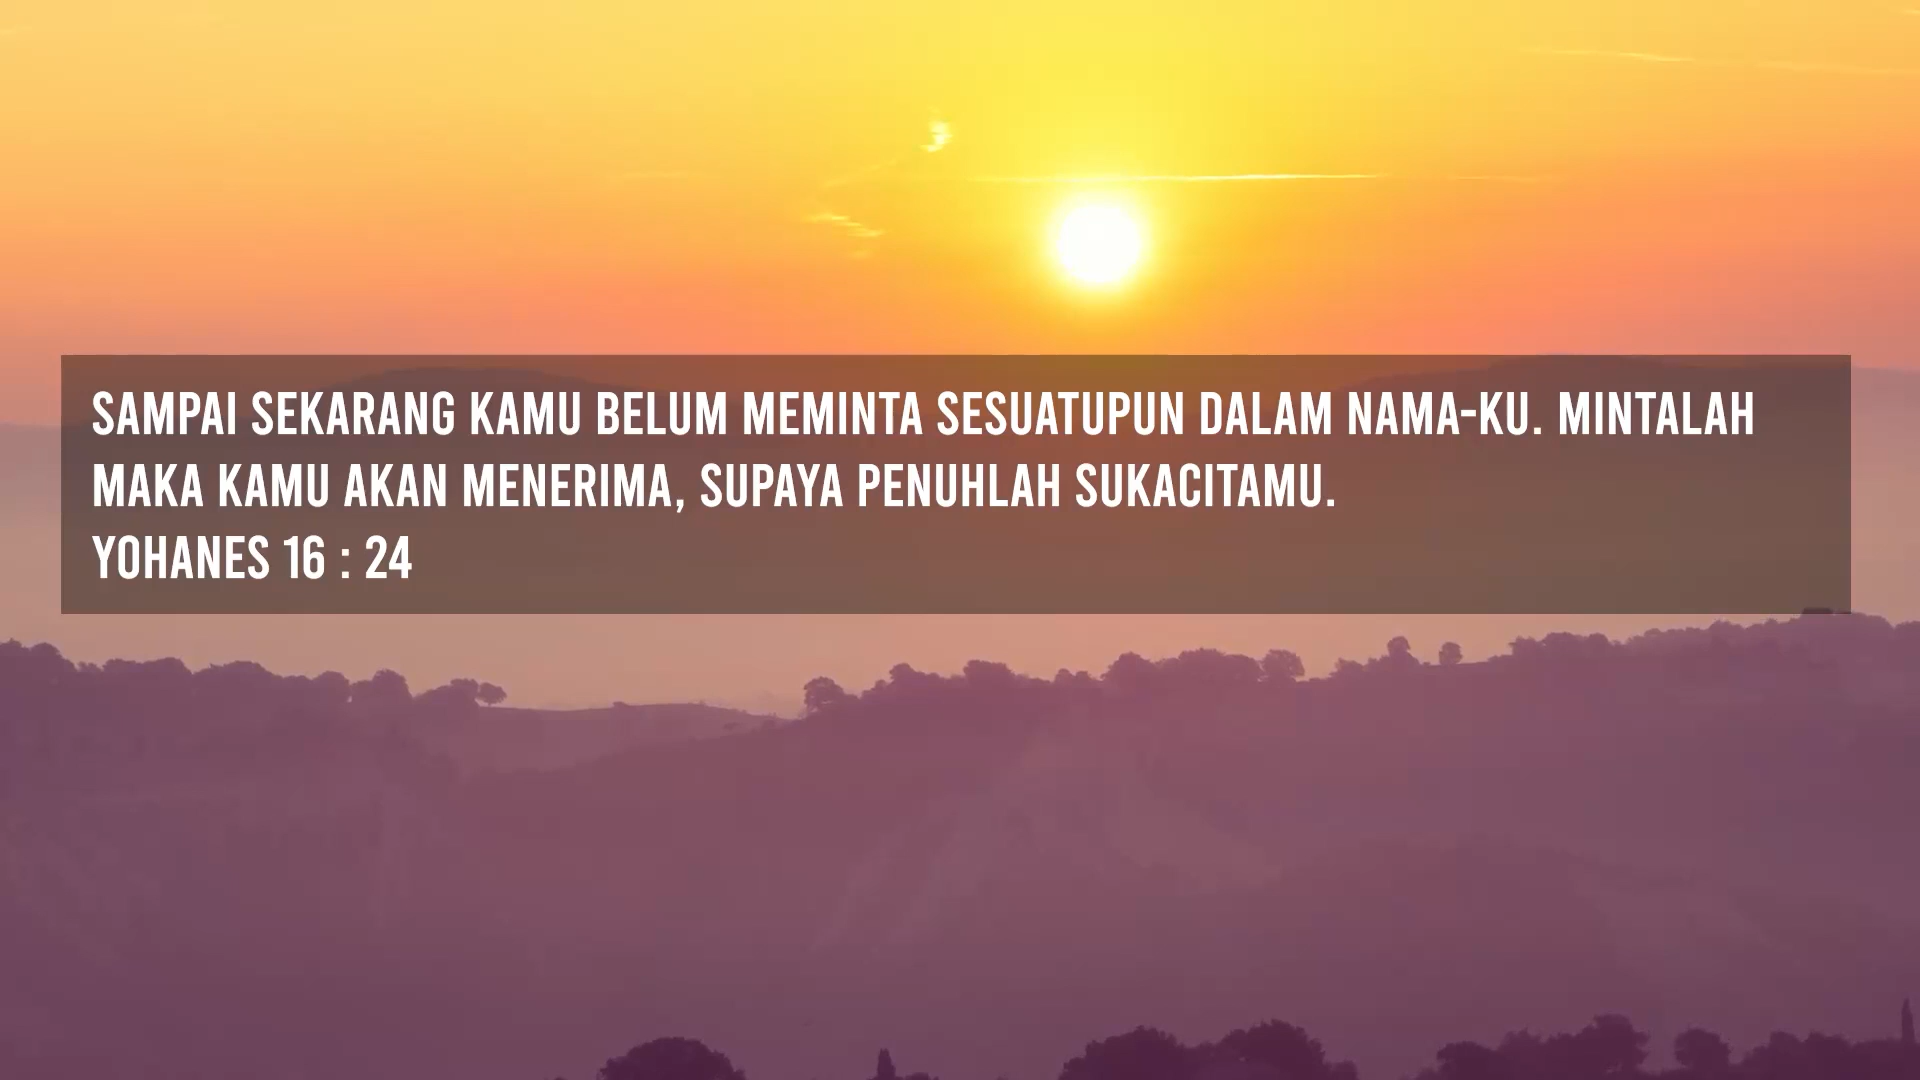 SAMPAI SEKARANG KAMU BELUM MEMINTA SESUATUPUN DALAM NAMA-KU. MINTALAH
MAKA KAMU AKAN MENERIMA, SUPAYA PENUHLAH SUKACITAMU.
YOHANES 16 : 24